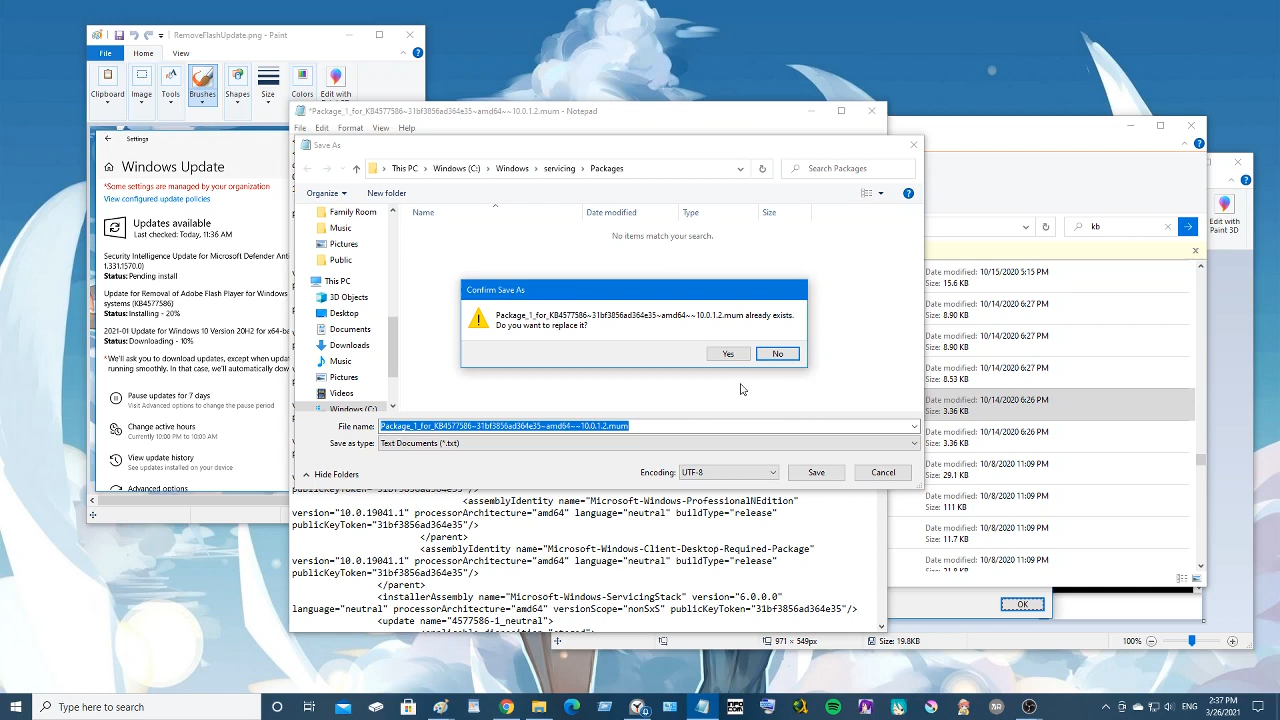 RemoveFlashUpdate.png - Paint
File
Home
View
Clipboard
Image
Tools
Brushes
Shapes
Size
Colors
Edit with
Settings
Windows Update
*Some settings are managed by your organization
View configured update policies
Updates available
Last checked: Today, 11:36 AM
Security Intelligence Update for Microsoft Defender Anti
1.331.1570.0)
Status: Pending install
Update for Removal of Adobe Flash Player for Windows
systems (KB4577586)
Status: Installing - 20%
2021-01 Update for Windows 10 Version 20H2 for x64-ba
Status: Downloading - 10%
*We'll ask you to download updates, except when updat
running smoothly. In that case, we'll automatically dow
Pause updates for 7 days
Visit Advanced options to change the pause period
Change active hours
Currently 10:00 PM to 10:00 AM
View update history
See updates installed on your device
Advanced options
*Package_1_for_KB4577586~31bf3856ad364e35~amd64~~10.0.1.2.mum - Notepad
File
Edit
Format
View
Help
Save As
This PC
Windows (C:)
Windows
servicing
Packages
Search Packages
Organize
New folder
Name
Date modified
Type
Size
No items match your search.
Family Room
Music
Pictures
Public
This PC
3D Objects
Desktop
Documents
Downloads
Music
Pictures
Videos
Windows (C:)
Confirm Save As
Package_1_for_KB4577586~31bf3856ad364e35~amd64~~10.0.1.2.mum already exists.
Do you want to replace it?
Yes
No
File name:
Package_1_for_KB4577586~31bf3856ad364e35~amd64~~10.0.1.2.mum
Save as type:
Text Documents (*.txt)
Hide Folders
Encoding:
UTF-8
Save
Cancel
publicKeyToken="31bf3856ad364e35"/>
<assemblyIdentity name="Microsoft-Windows-ProfessionalNEdition"
version="10.0.19041.1" processorArchitecture="amd64" language="neutral" buildType="release"
publicKeyToken="31bf3856ad364e35"/>
</parent>
<assemblyIdentity name="Microsoft-Windows-Client-Desktop-Required-Package"
version="10.0.19041.1" processorArchitecture="amd64" language="neutral" buildType="release"
publicKeyToken="31bf3856ad364e35"/>
</parent>
<installerAssembly name="Microsoft-Windows-ServicingStack" version="6.0.0.0"
language="neutral" processorArchitecture="amd64" versionScope="nonSxS" publicKeyToken="31bf3856ad364e35"/>
<update name="4577586-1_neutral">
kb
Edit with
Paint 3D
Date modified: 10/15/2020 5:15 PM
Size: 15.6 KB
Date modified: 10/14/2020 6:27 PM
Size: 8.90 KB
Date modified: 10/14/2020 6:27 PM
Size: 8.90 KB
Date modified: 10/14/2020 6:27 PM
Size: 8.53 KB
Date modified: 10/14/2020 6:26 PM
Size: 3.36 KB
Date modified: 10/14/2020 6:26 PM
Size: 3.36 KB
Date modified: 10/8/2020 11:09 PM
Size: 29.1 KB
Date modified: 10/8/2020 11:09 PM
Size: 111 KB
Date modified: 10/8/2020 11:09 PM
Size: 11.7 KB
Date modified: 10/8/2020 11:09 PM
OK
971 × 549px
Size: 19.8KB
100%
Type here to search
2:37 PM
3/26/2021